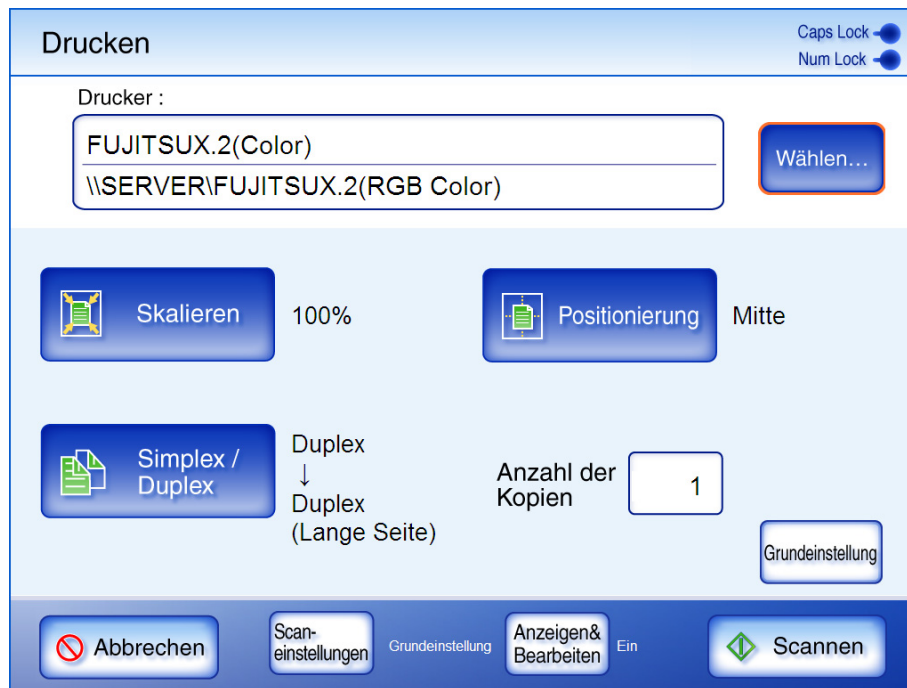 Drucken
Caps Lock
Num Lock
Drucker :
FUJITSUX.2(Color)
\\SERVER\FUJITSUX.2(RGB Color)
Wählen...
Skalieren
100%
Positionierung
Mitte
Simplex /
Duplex
Duplex
↓
Duplex
(Lange Seite)
Anzahl der
Kopien
1
Grundeinstellung
Abbrechen
Scan-
einstellungen
Grundeinstellung
Anzeigen&
Bearbeiten
Ein
Scannen